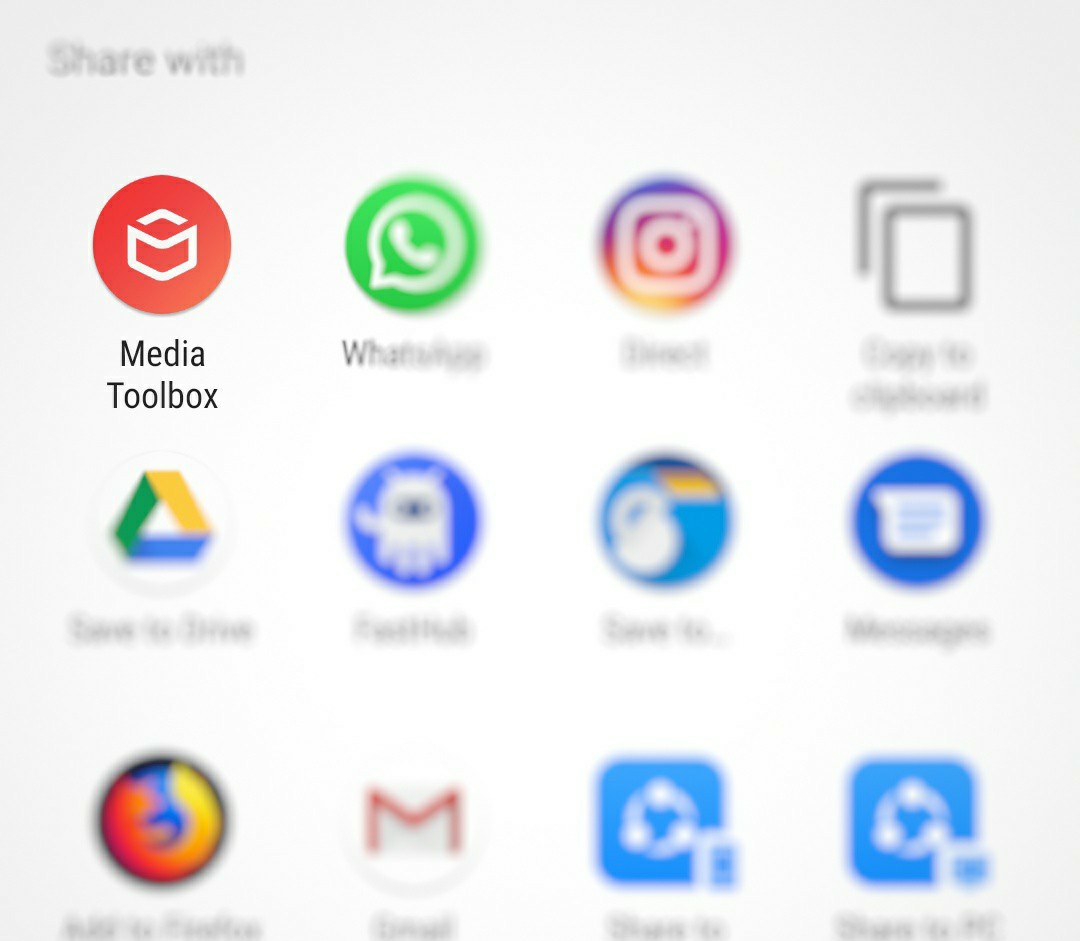 Share with
Media
Toolbox
WhatsApp
Direct
Copy to
clipboard
Save to Drive
FastHub
Save to...
Messages
Add to Firefox
Gmail
Share to
Share to PC